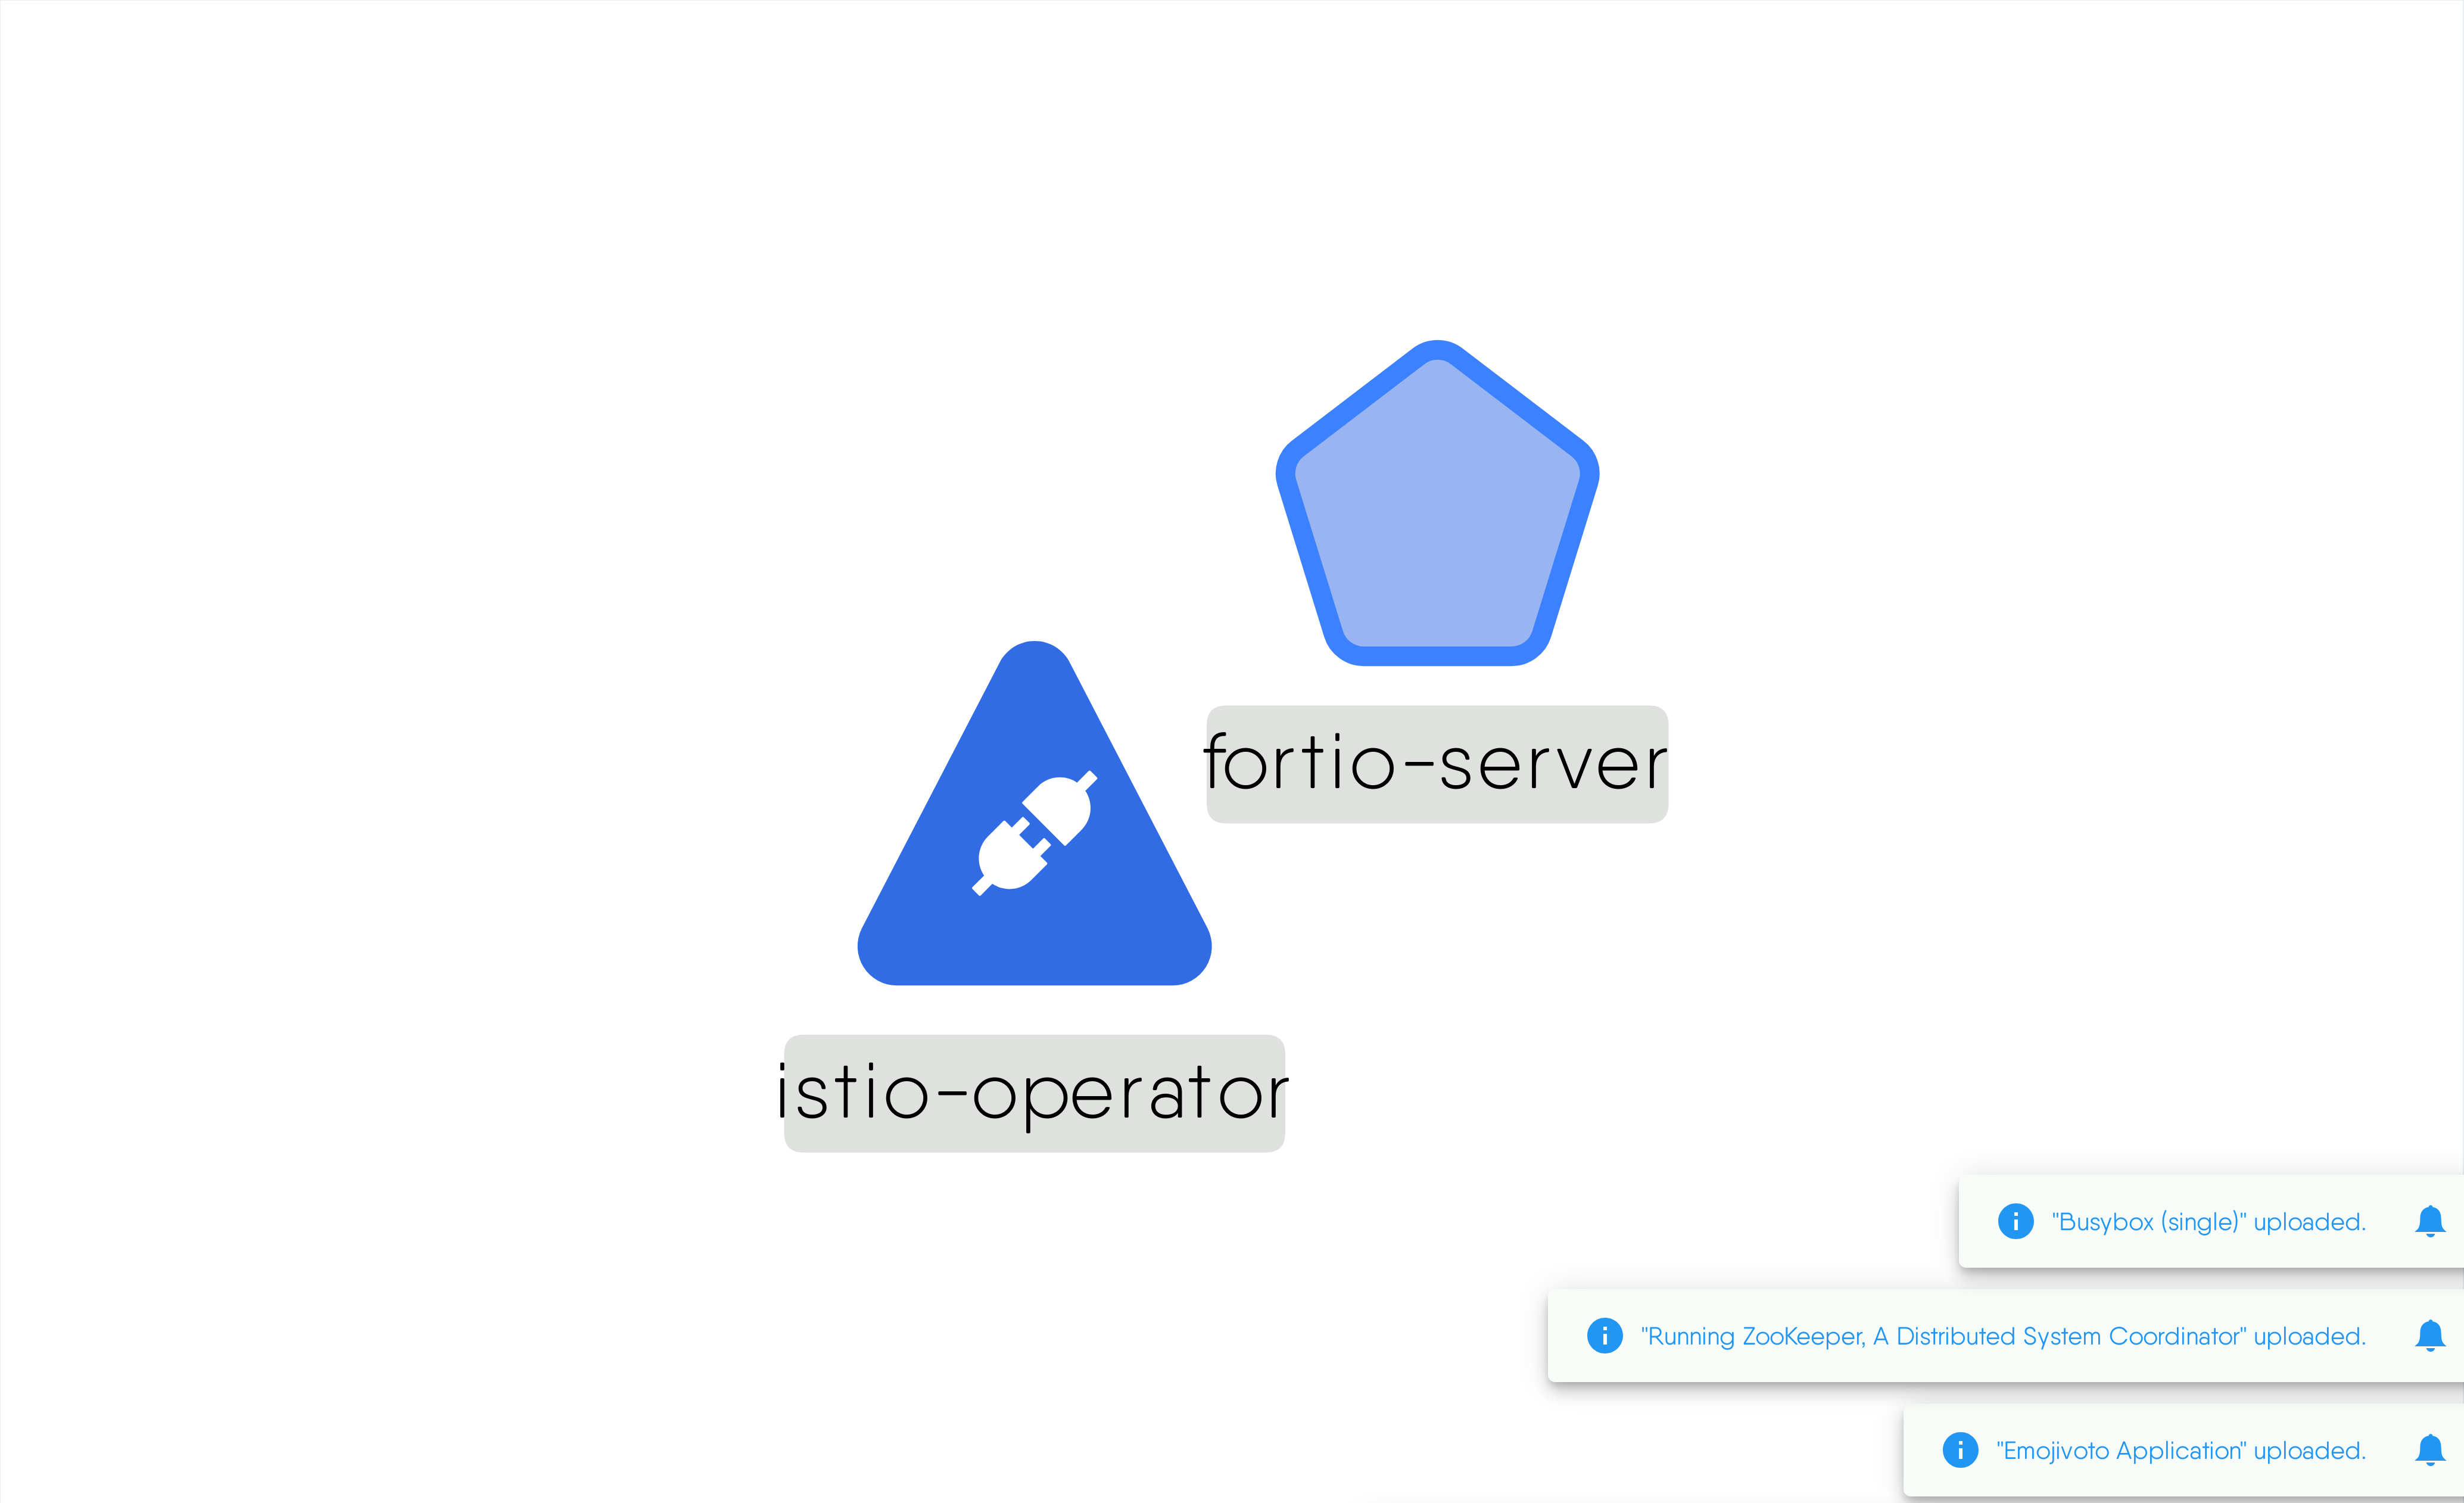 fortio-server
istio-operator
"Busybox (single)" uploaded.
"Running ZooKeeper, A Distributed System Coordinator" uploaded.
"Emojivoto Application" uploaded.